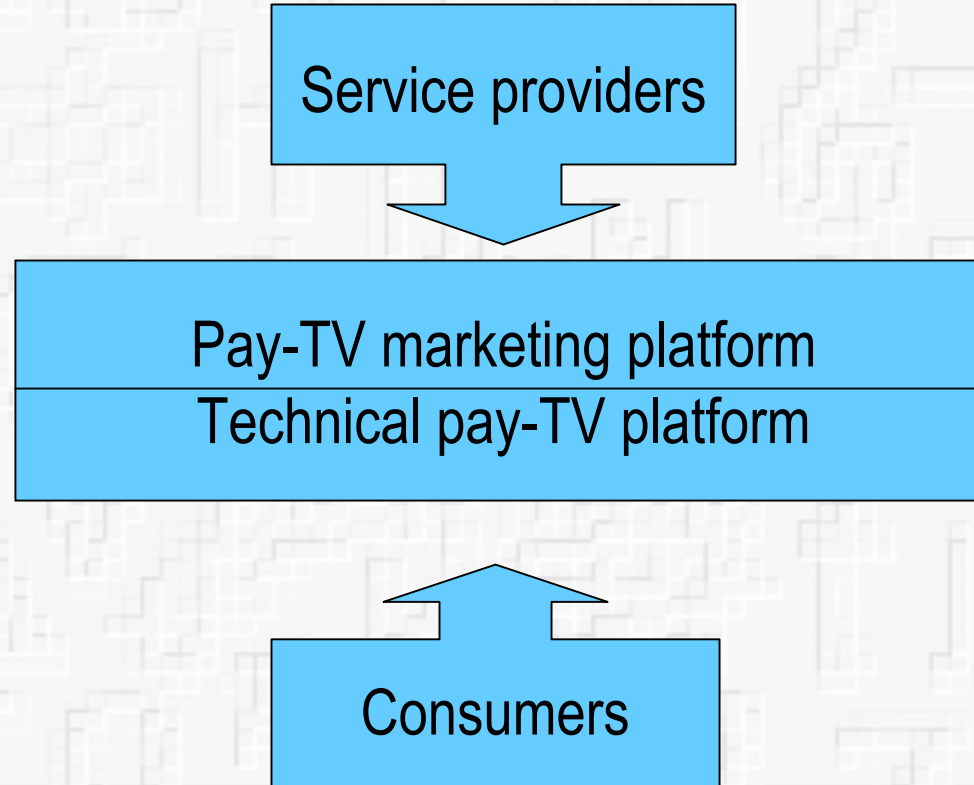 Service providers
Pay-TV marketing platform
Technical pay-TV platform
Consumers